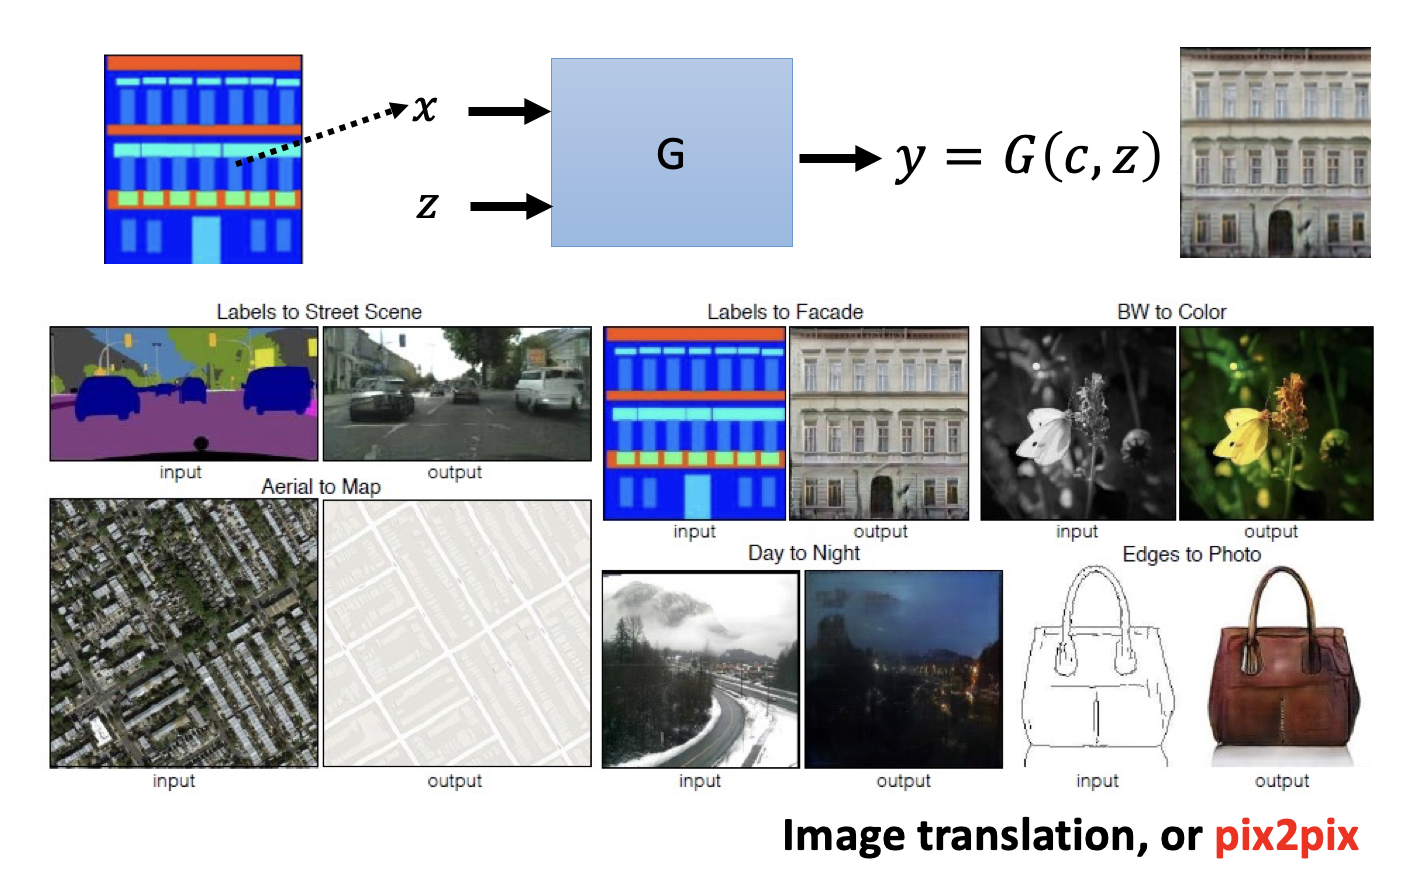 x
z
G
y = G(c, z)
Labels to Street Scene
input
output
Labels to Facade
input
output
BW to Color
input
output
Aerial to Map
input
output
Day to Night
input
output
Edges to Photo
input
output
Image translation, or pix2pix